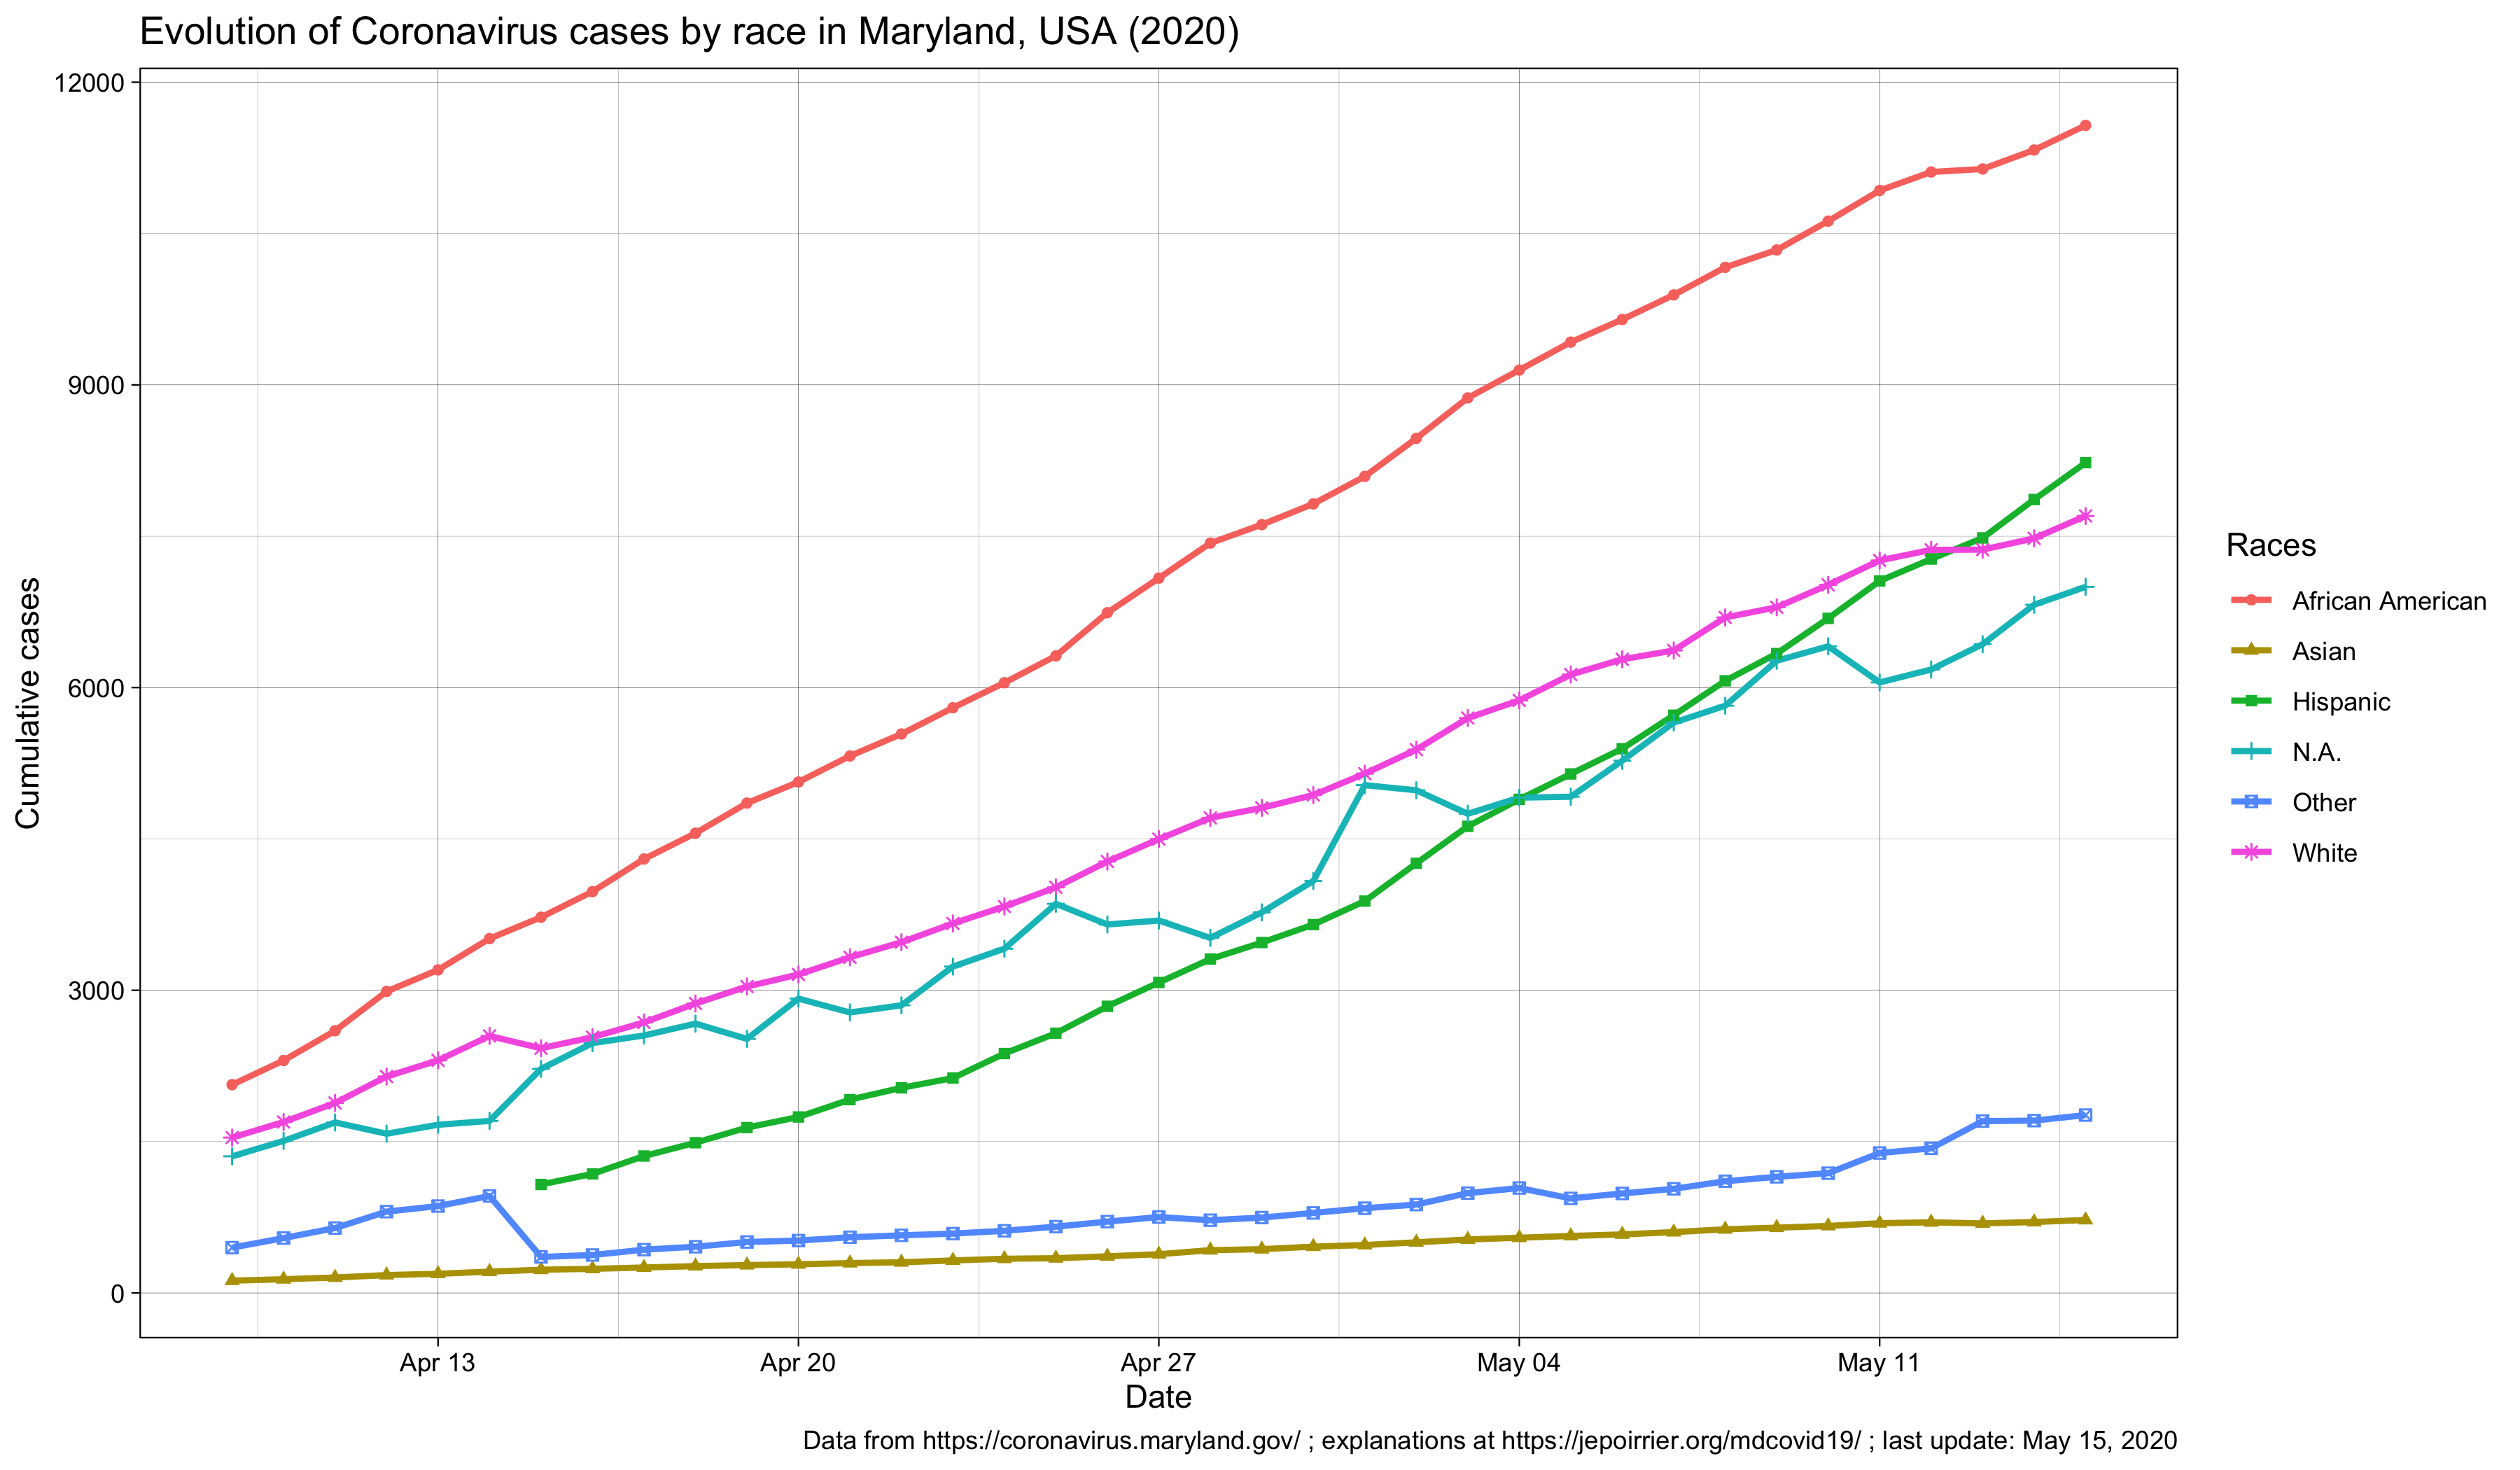 Evolution of Coronavirus cases by race in Maryland, USA (2020)
12000
9000
6000
3000
0
Cumulative cases
Apr 13
Apr 20
Apr 27
May 04
May 11
Date
Races
African American
Asian
Hispanic
N.A.
Other
White
Data from https://coronavirus.maryland.gov/ ; explanations at https://jepoirrier.org/mdcovid19/ ; last update: May 15, 2020